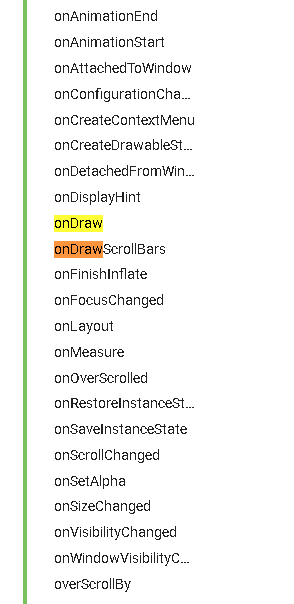 onAnimationEnd
onAnimationStart
onAttachedToWindow
onConfigurationCha...
onCreateContextMenu
onCreateDrawableSt...
onDetachedFromWin...
onDisplayHint
onDraw
onDrawScrollBars
onFinishInflate
onFocusChanged
onLayout
onMeasure
onOverScrolled
onRestoreInstanceSt...
onSaveInstanceState
onScrollChanged
onSetAlpha
onSizeChanged
onVisibilityChanged
onWindowVisibilityC...
overScrollBy